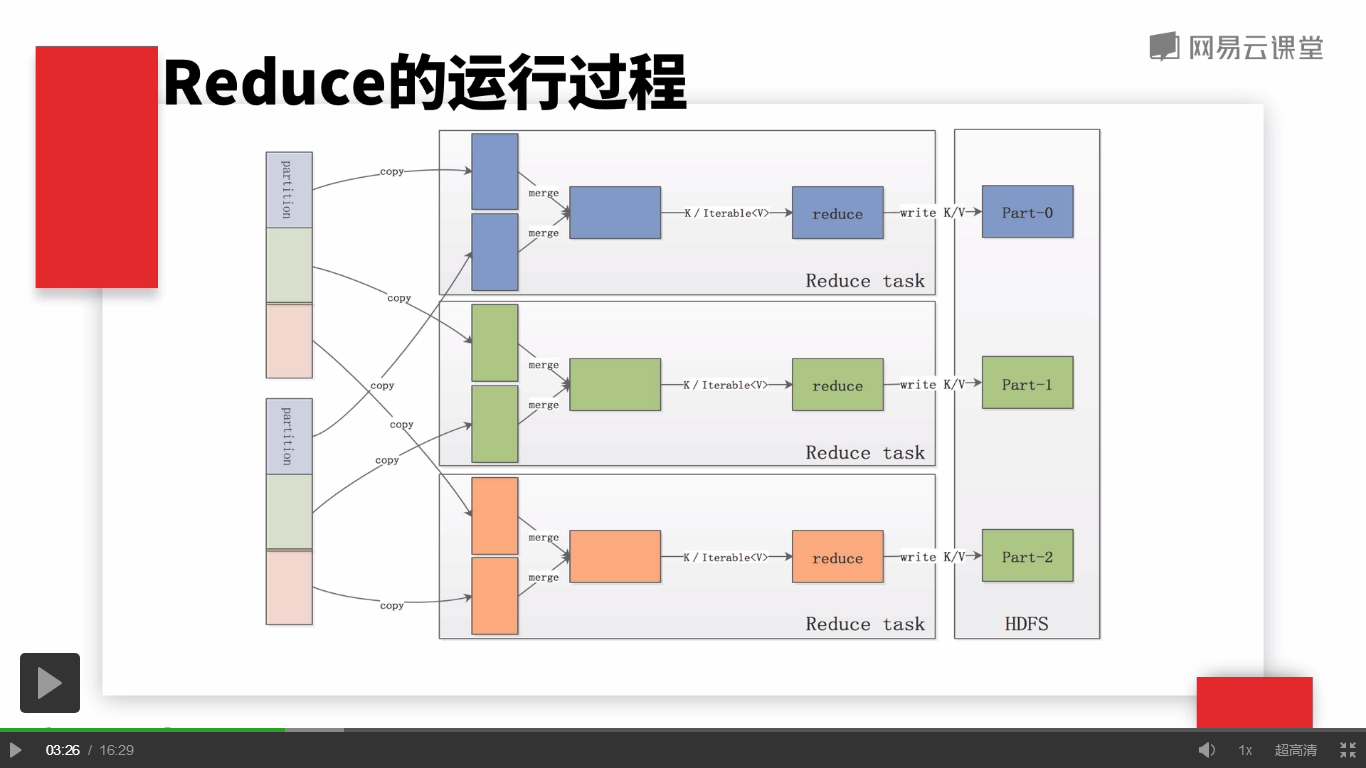 网易云课堂
Reduce的运行过程
partition
copy
copy
copy
copy
copy
copy
partition
merge
merge
K / Iterable<V>
reduce
write K/V
Part-0
Reduce task
merge
merge
K / Iterable<V>
reduce
write K/V
Part-1
Reduce task
merge
merge
K / Iterable<V>
reduce
write K/V
Part-2
Reduce task
HDFS
03:26 / 16:29
1x
超高清